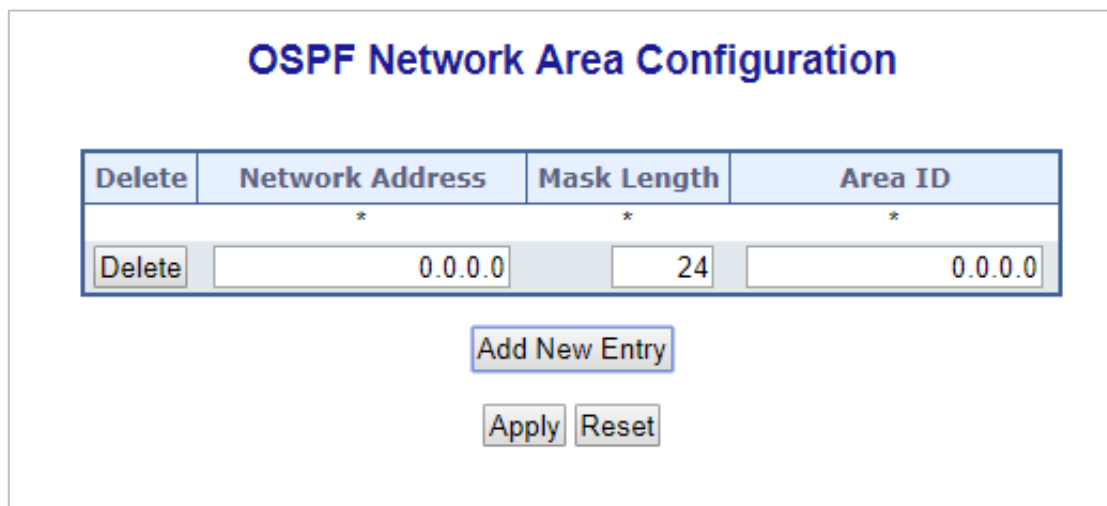 OSPF Network Area Configuration
Delete Network Address Mask Length Area ID
* * *
Delete 0.0.0.0 24 0.0.0.0
Add New Entry
Apply Reset